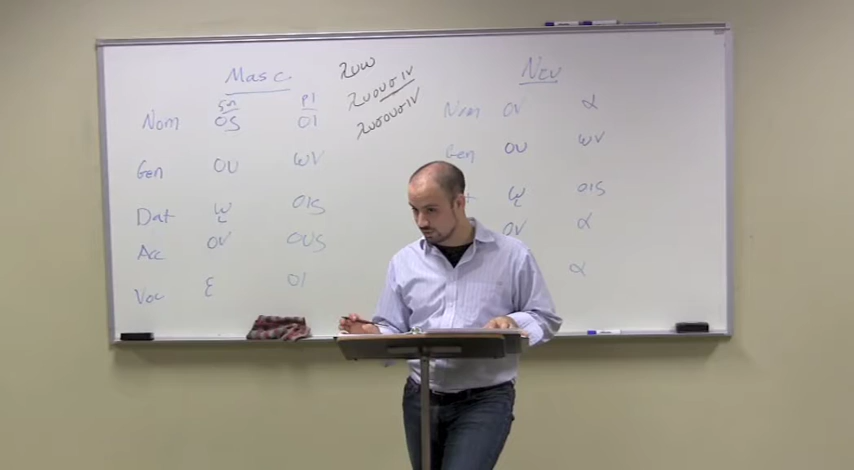 Masc
Sn Pl
Nom ος οι
Gen ου ων
Dat ῳ οις
Acc ον ους
Voc ε οι
λυω
λυουσιν
λυσουσιν
Neu
Nom ον α
Gen ου ων
ῳ οις
ον α
α